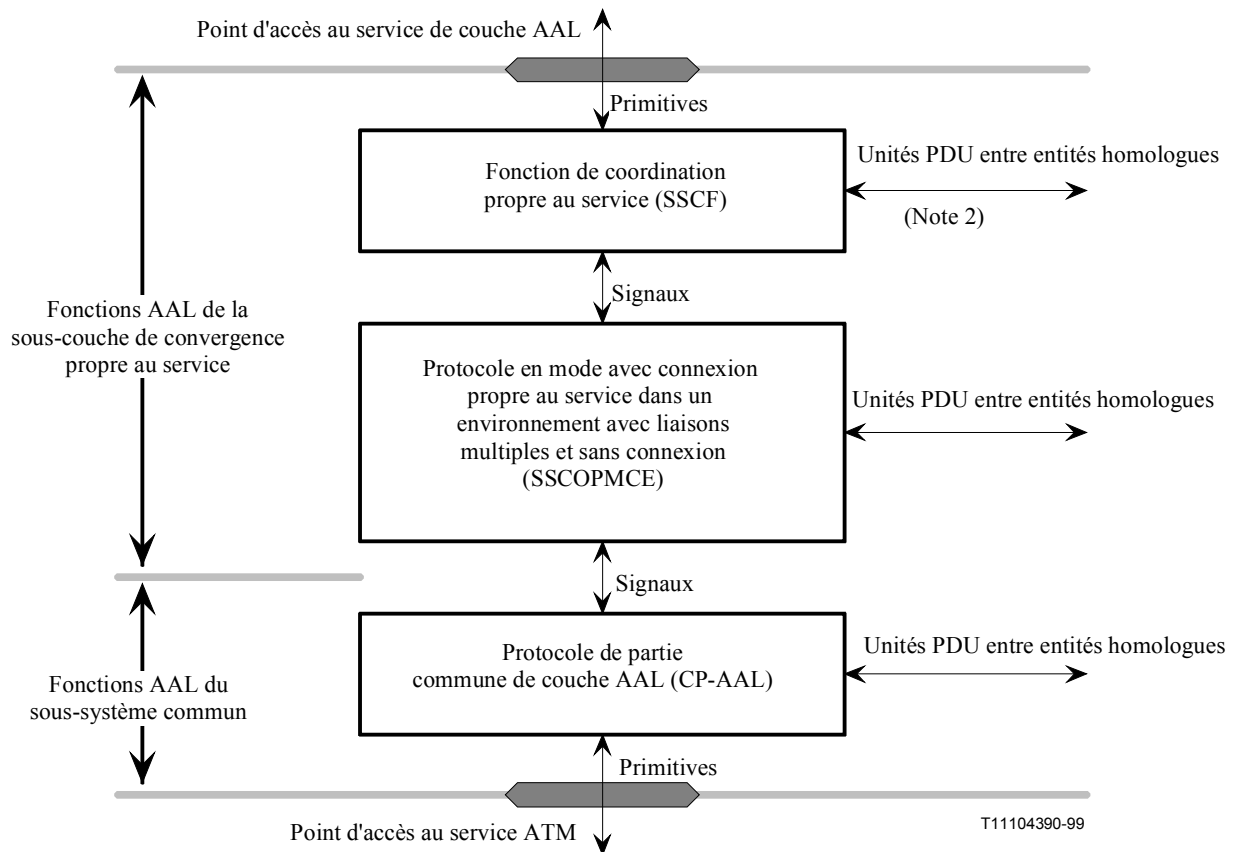 Point d'accès au service de couche AAL
Primitives
Fonction de coordination
propre au service (SSCF)
Unités PDU entre entités homologues
(Note 2)
Signaux
Fonctions AAL de la
sous-couche de convergence
propre au service
Protocole en mode avec connexion
propre au service dans un
environnement avec liaisons
multiples et sans connexion
(SSCOPMCE)
Unités PDU entre entités homologues
Signaux
Fonctions AAL du
sous-système commun
Protocole de partie
commune de couche AAL (CP-AAL)
Unités PDU entre entités homologues
Primitives
Point d'accès au service ATM
T11104390-99